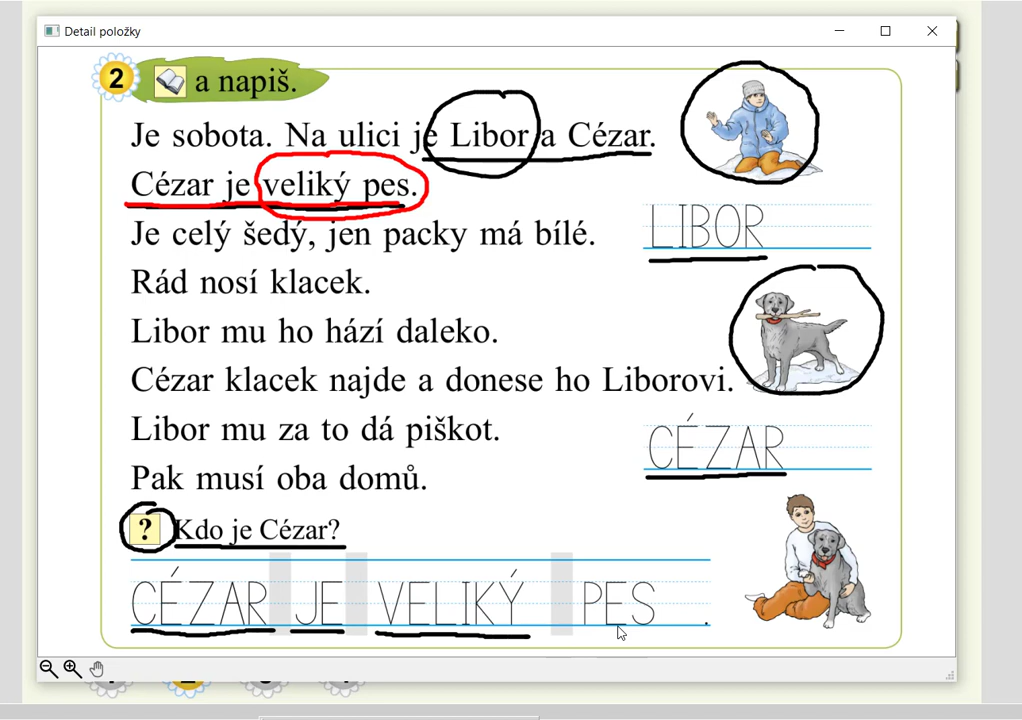 Detail položky
2 a napiš.
Je sobota. Na ulici je Libor a Cézar.
Cézar je veliký pes.
Je celý šedý, jen packy má bílé.
LIBOR
Rád nosí klacek.
Libor mu ho hází daleko.
Cézar klacek najde a donese ho Liborovi.
Libor mu za to dá piškot.
CÉZAR
Pak musí oba domů.
? Kdo je Cézar?
CÉZAR JE VELIKÝ PES .